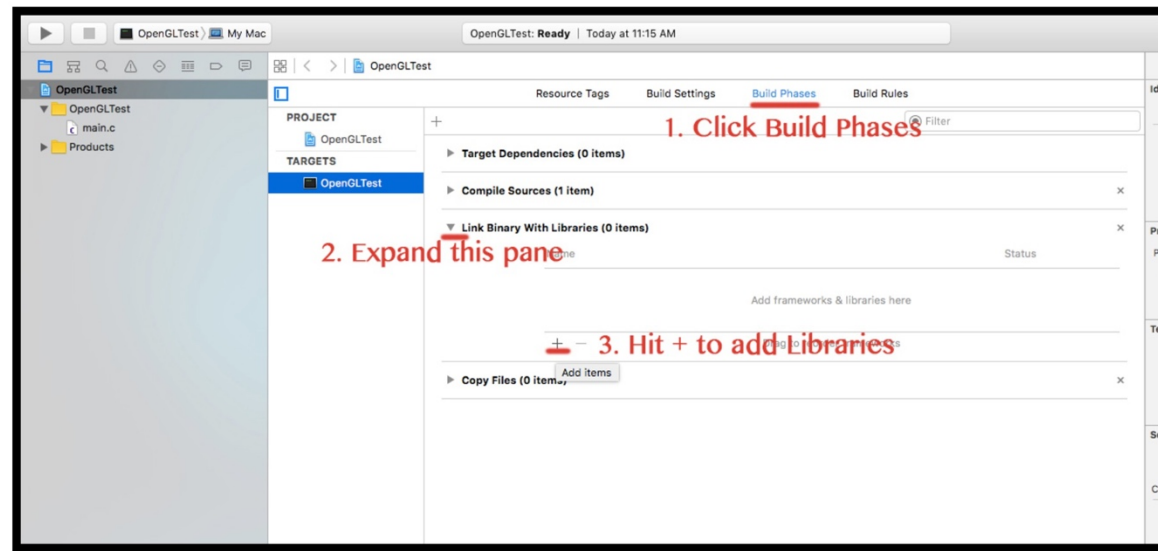 OpenGLTest
My Mac
OpenGLTest: Ready | Today at 11:15 AM
OpenGLTest
OpenGLTest
OpenGLTest
main.c
Products
Resource Tags
Build Settings
Build Phases
Build Rules
PROJECT
OpenGLTest
TARGETS
OpenGLTest
+
Filter
1. Click Build Phases
Target Dependencies (0 items)
Compile Sources (1 item)
Link Binary With Libraries (0 items)
2. Expand this pane
Status
Add frameworks & libraries here
+ −
3. Hit + to add Libraries
Add items
Copy Files (0 items)